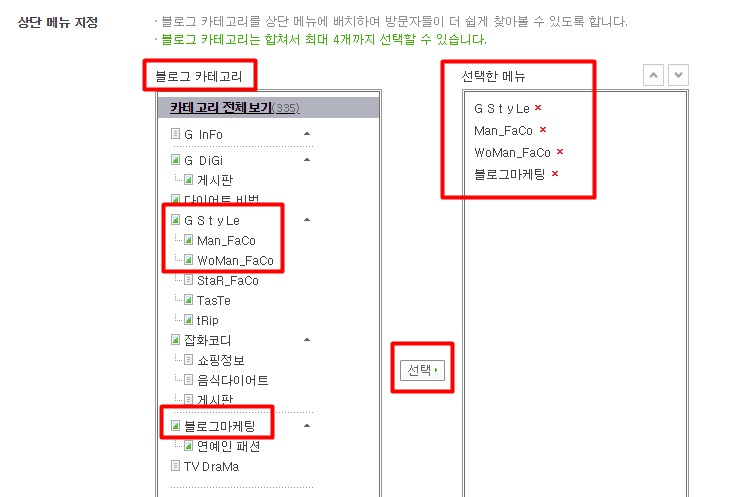 상단 메뉴 지정
· 블로그 카테고리를 상단 메뉴에 배치하여 방문자들이 더 쉽게 찾아볼 수 있도록 합니다.
· 블로그 카테고리는 합쳐서 최대 4개까지 선택할 수 있습니다.
블로그 카테고리
카테고리 전체보기(335)
G InFo
G DiGi
게시판
다이어트 비법
G S t y Le
Man_FaCo
WoMan_FaCo
StaR_FaCo
TasTe
tRip
잡화코디
쇼핑정보
음식다이어트
게시판
블로그마케팅
연예인 패션
TV DraMa
선택
선택한 메뉴
G S t y Le
Man_FaCo
WoMan_FaCo
블로그마케팅